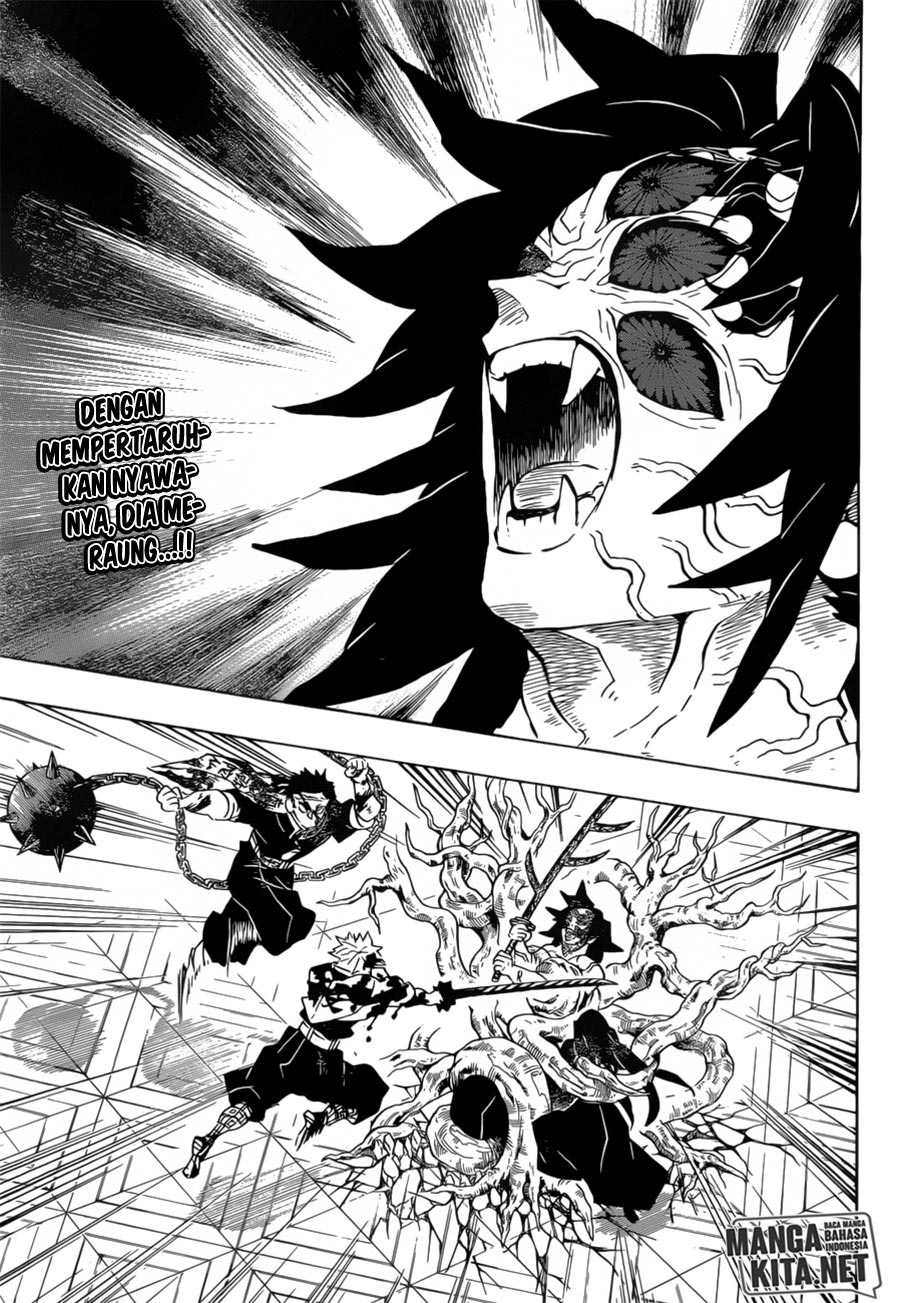 DENGAN
MEMPERTARUH-
KAN NYAWA-
NYA, DIA ME-
RAUNG...!!
MANGA
BACA MANGA
BAHASA
INDONESIA
KITA.NET